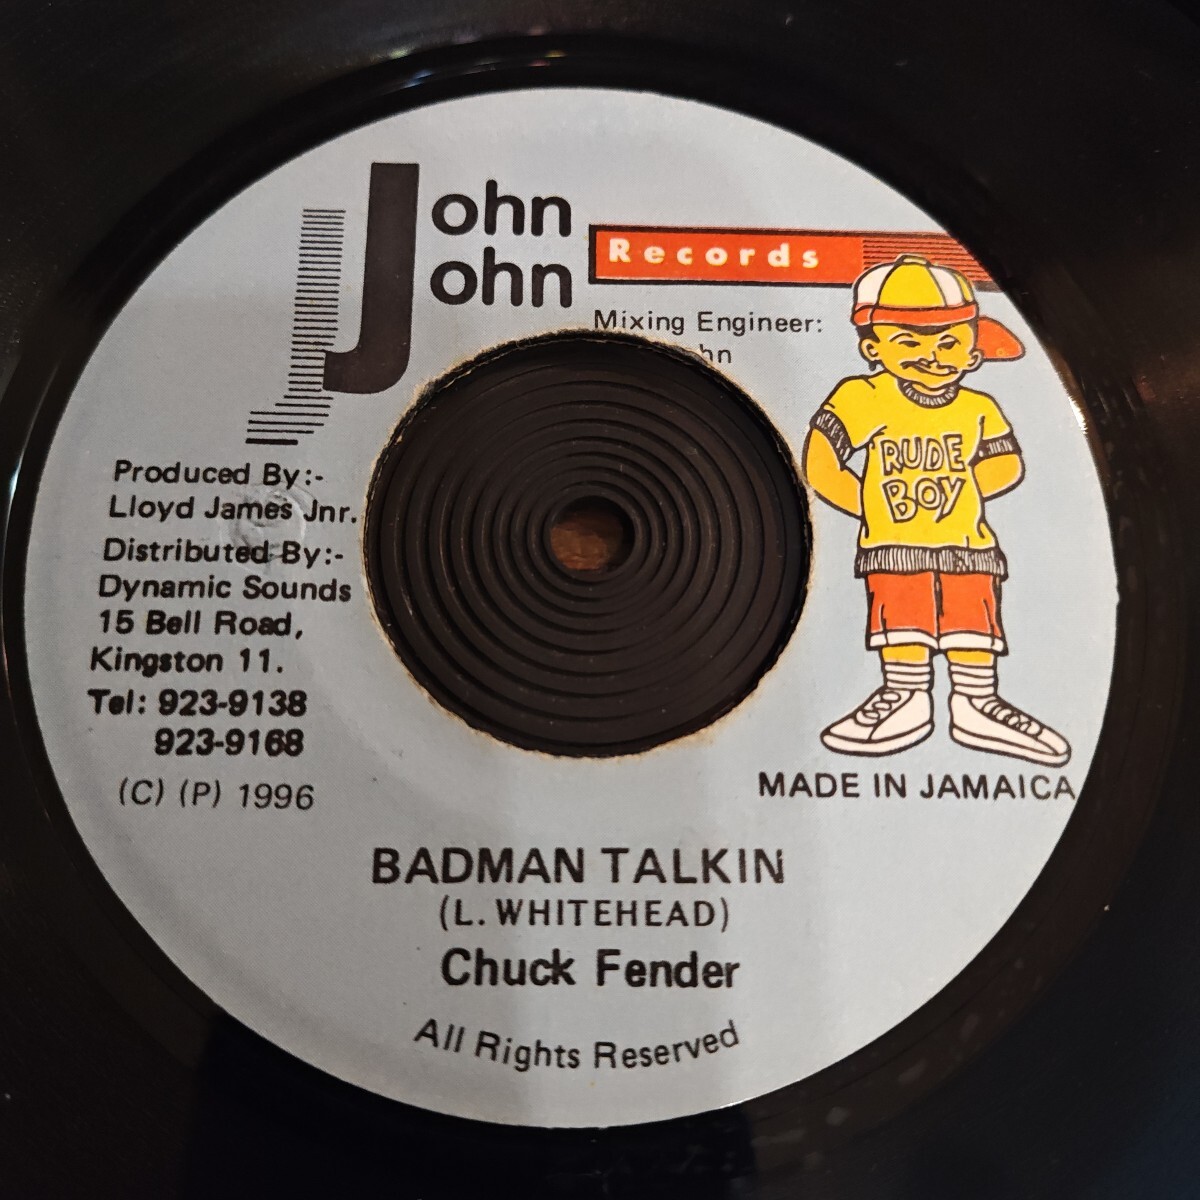 John
John
Records
Mixing Engineer:
Produced By:-
Lloyd James Jnr.
Distributed By:-
Dynamic Sounds
15 Bell Road,
Kingston 11.
Tel: 923-9138
923-9168
(C) (P) 1996
RUDE
BOY
MADE IN JAMAICA
BADMAN TALKIN
(L. WHITEHEAD)
Chuck Fender
All Rights Reserved